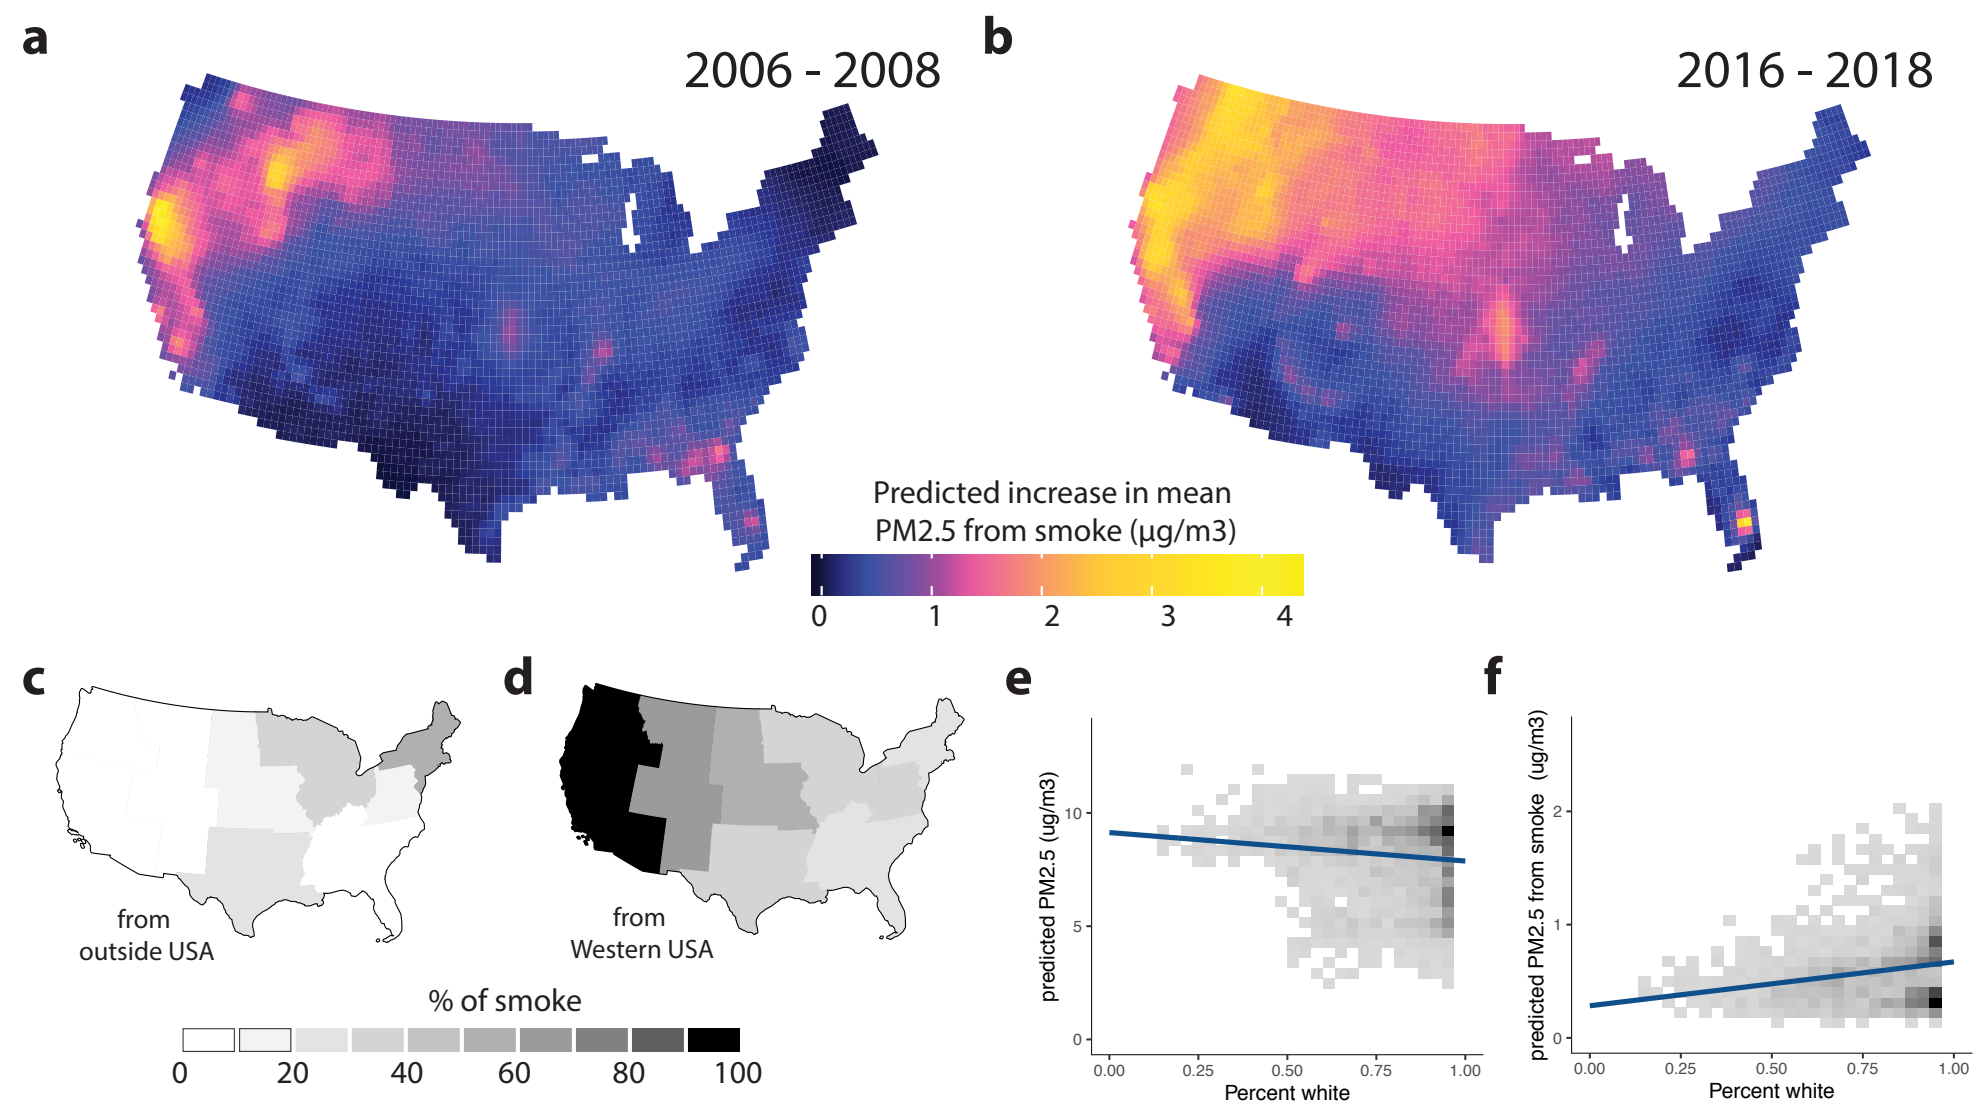 a
2006 - 2008
b
2016 - 2018
Predicted increase in mean
PM2.5 from smoke (µg/m3)
0 1 2 3 4
c
from
outside USA
d
from
Western USA
% of smoke
0 20 40 60 80 100
e
predicted PM2.5 (ug/m3)
10
5
0
0.00 0.25 0.50 0.75 1.00
Percent white
f
predicted PM2.5 from smoke (ug/m3)
2
1
0
0.00 0.25 0.50 0.75 1.00
Percent white